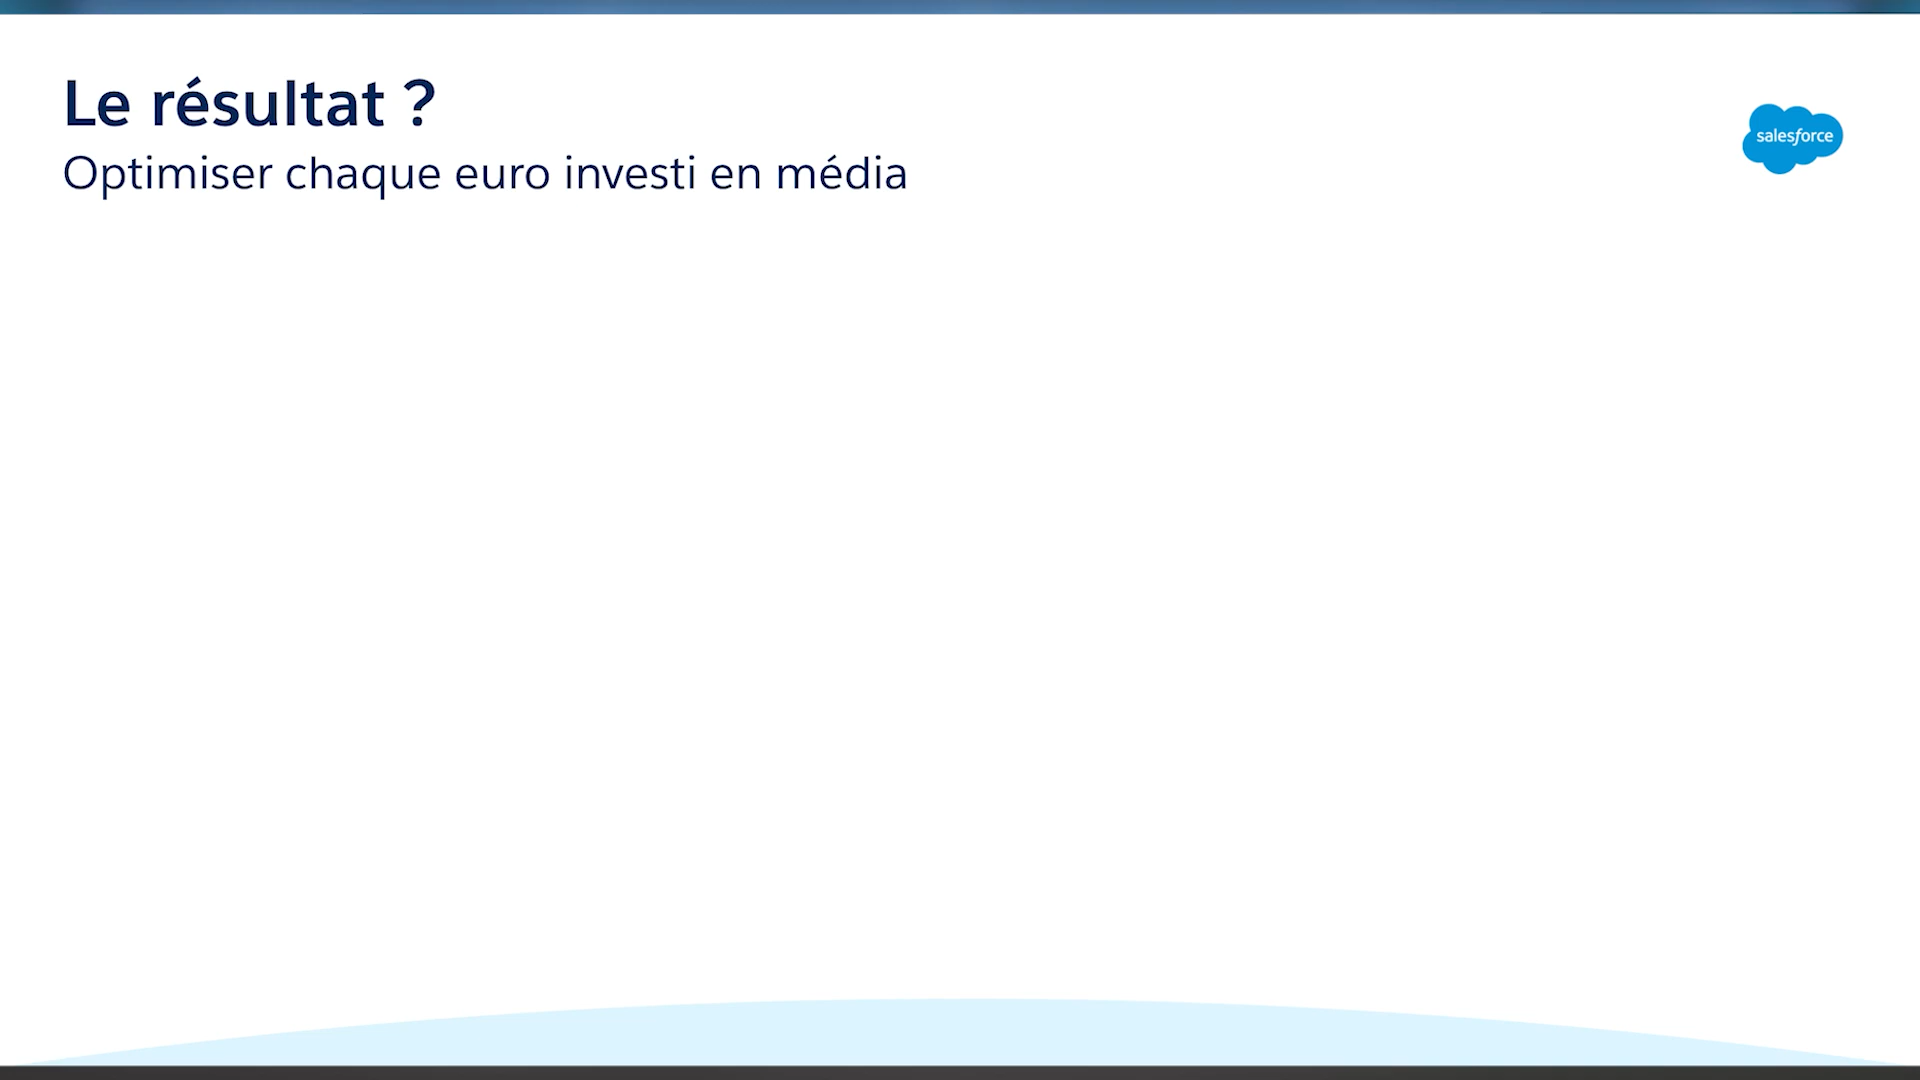 Le résultat ?
Optimiser chaque euro investi en média
salesforce